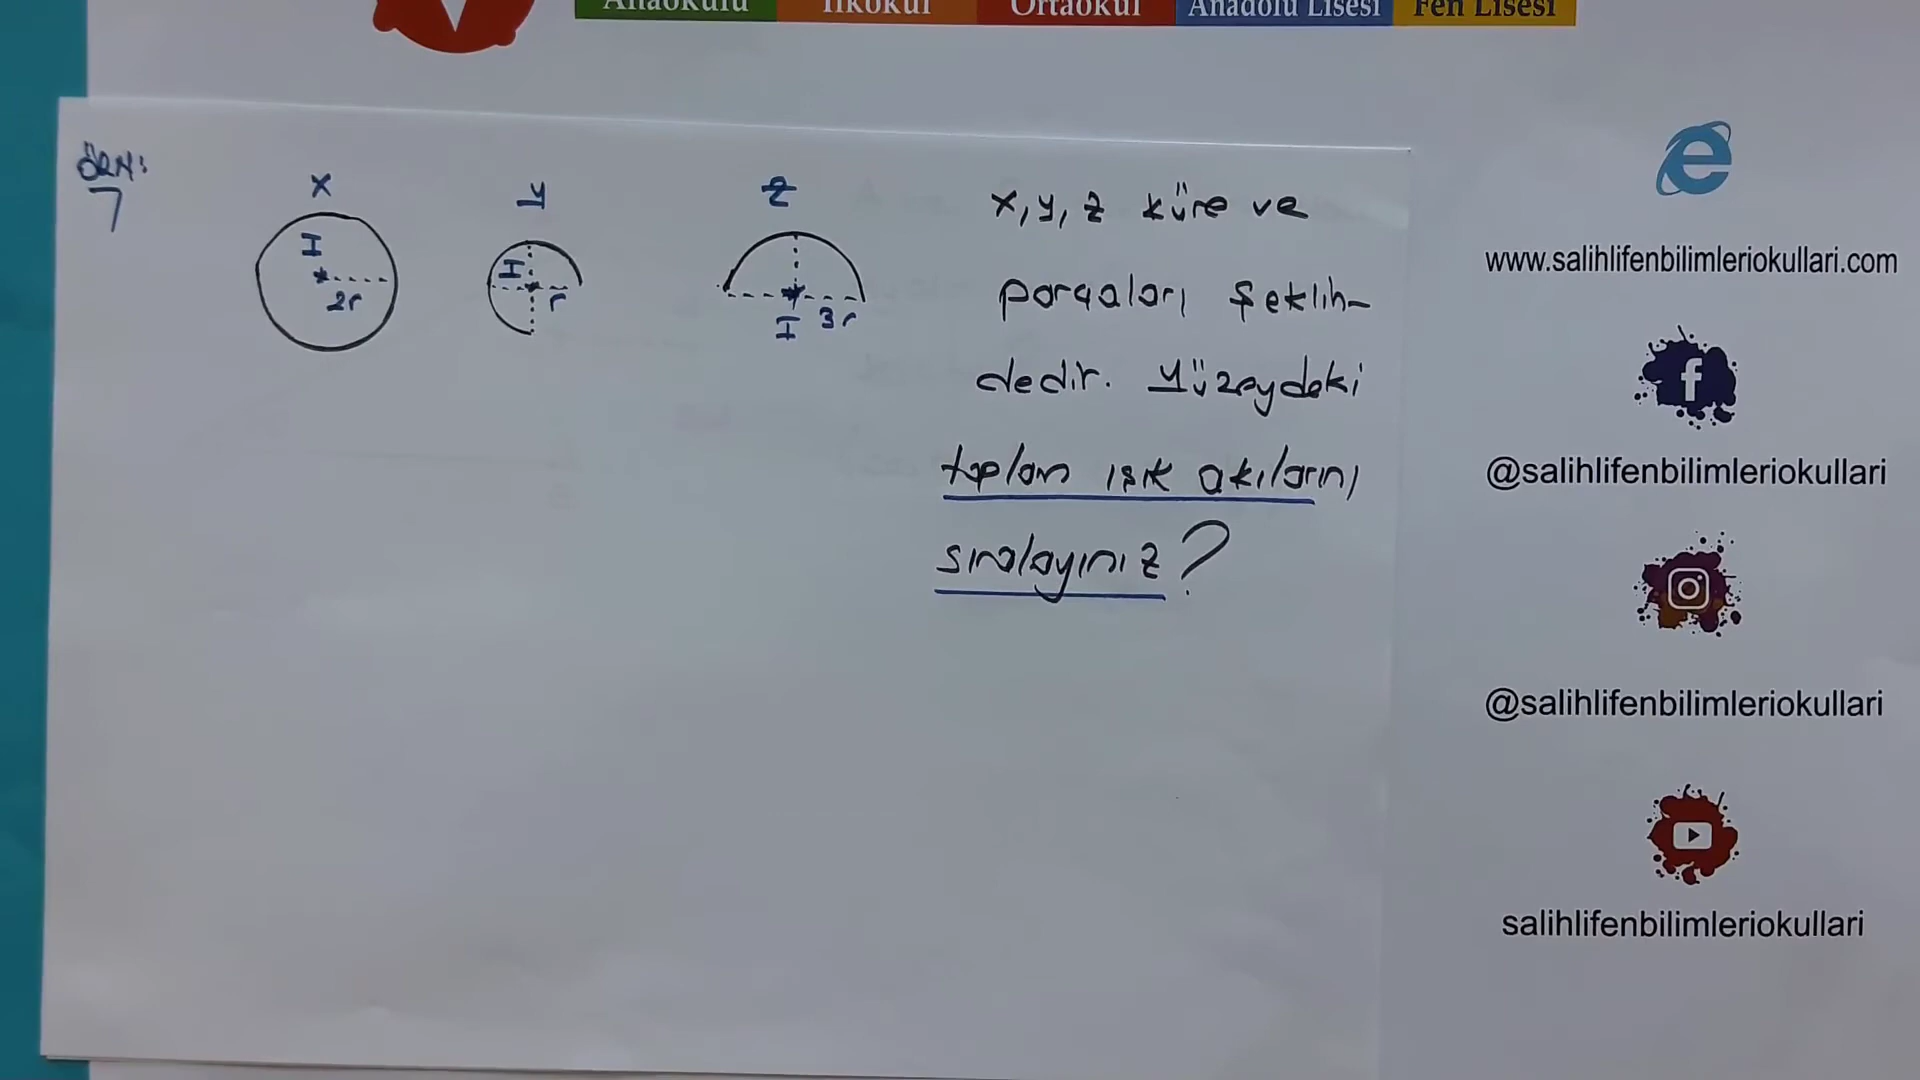 Anaokulu İlkokul Ortaokul Anadolu Lisesi Fen Lisesi
ÖRN:
7
x y z
I
2r
I
r
I 3r
x, y, z küre ve
parçaları şeklin-
dedir. Yüzeydeki
toplam ışık akılarını
sıralayınız?
www.salihlifenbilimleriokullari.com
f
@salihlifenbilimleriokullari
@salihlifenbilimleriokullari
salihlifenbilimleriokullari